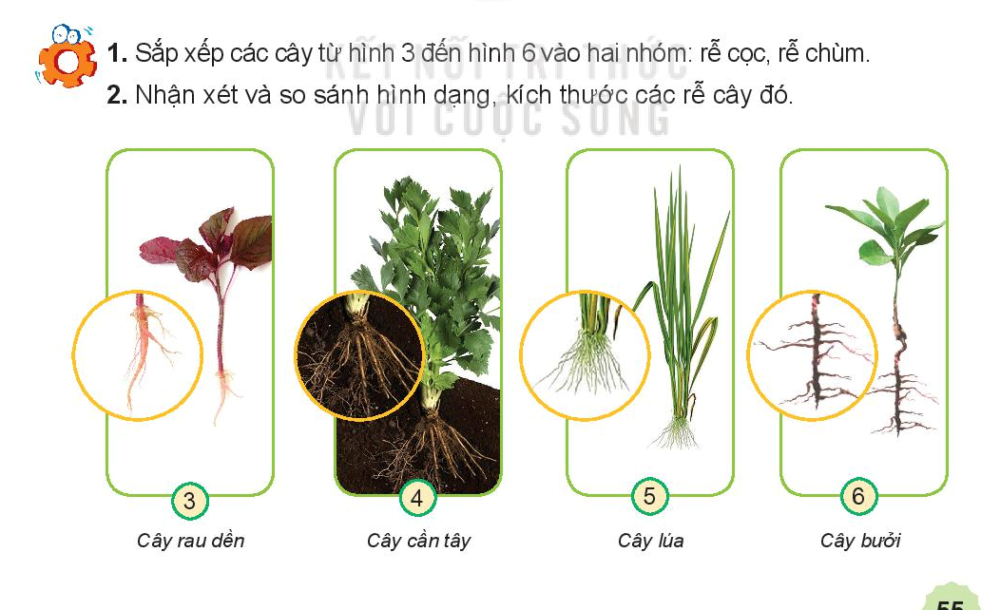 1. Sắp xếp các cây từ hình 3 đến hình 6 vào hai nhóm: rễ cọc, rễ chùm.
KẾT NỐI TRI THỨC
2. Nhận xét và so sánh hình dạng, kích thước các rễ cây đó.
VỚI CUỘC SỐNG
3
4
5
6
Cây rau dền
Cây cần tây
Cây lúa
Cây bưởi
55